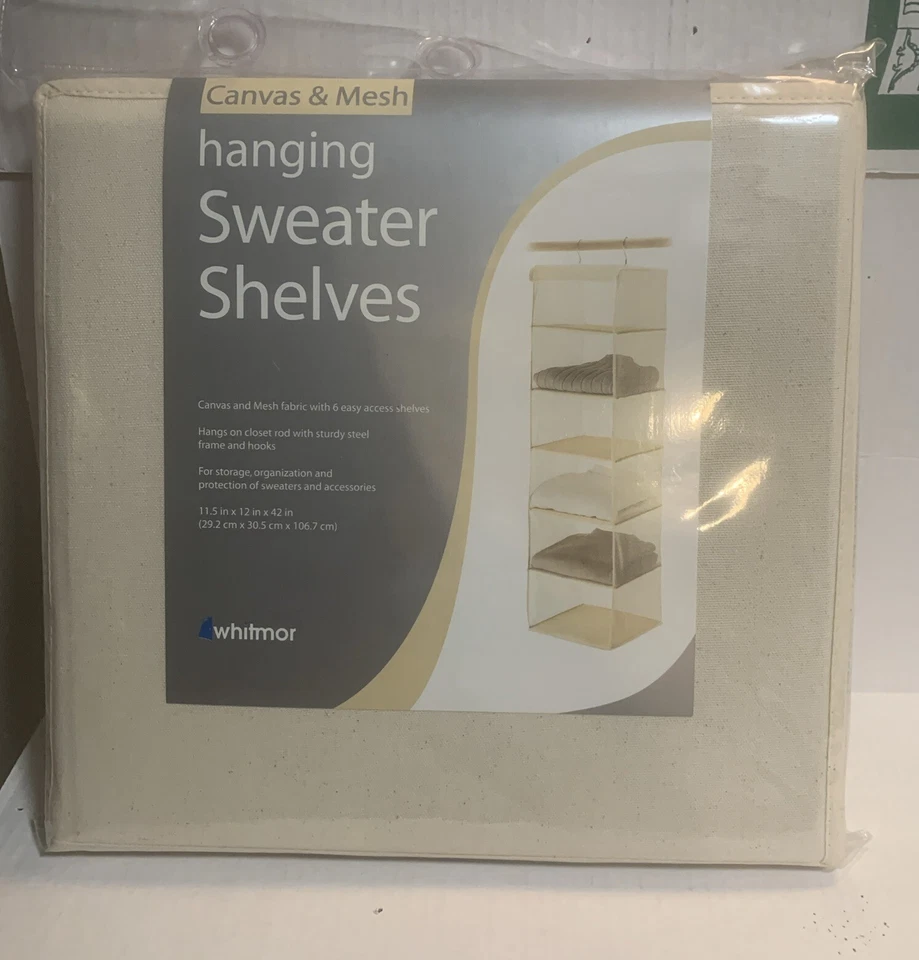 Canvas & Mesh
hanging
Sweater
Shelves
Canvas and Mesh fabric with 6 easy access shelves
Hangs on closet rod with sturdy steel
frame and hooks
For storage, organization and
protection of sweaters and accessories
11.5 in x 12 in x 42 in
(29.2 cm x 30.5 cm x 106.7 cm)
whitmor